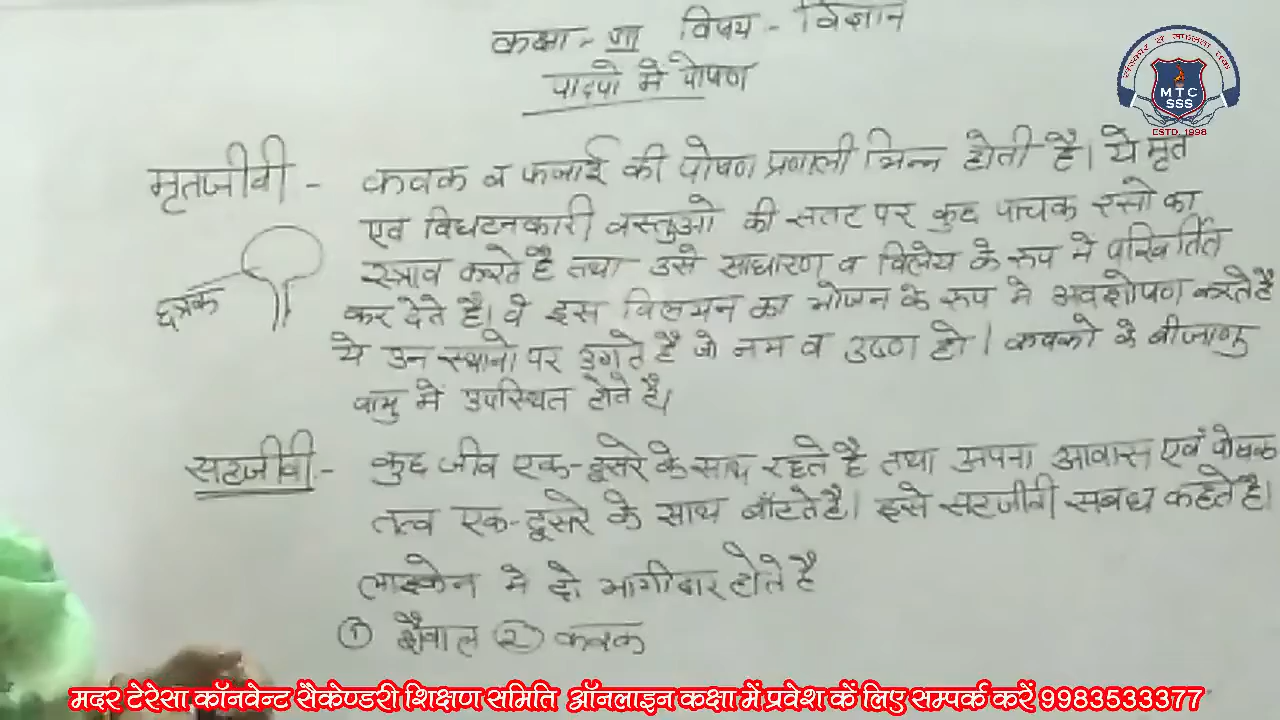 कक्षा - VII विषय - विज्ञान
पादपो मे पोषण
मृतजीवी - कवक व फजाई की पोषण प्रणाली भिन्न होती है। ये मृत
एव विघटनकारी वस्तुओ की सतह पर कुछ पाचक रसो का
स्त्राव करते है तथा उसे साधारण व विलेय के रूप में परिवर्तित
कर देते है। वे इस विलयन का भोजन के रूप मे अवशोषण करते है
ये उन स्थानो पर उगते है जो नम व उष्ण हो। कवको के बीजाणु
वायु में उपस्थित होते है।
छत्रक
सहजीवी - कुछ जीव एक-दूसरे के साथ रहते है तथा अपना आवास एवं पोषक
तत्व एक-दूसरे के साथ बाँटते है। इसे सहजीवी सबंध कहते है।
लाइकेन मे दो भागीदार होते है
① शैवाल ② कवक
संस्कार से सफलता तक
MTC
SSS
ESTD. 1998
मदर टेरेसा कॉनवेन्ट सैकेण्डरी शिक्षण समिति ऑनलाइन कक्षा में प्रवेश कें लिए सम्पर्क करें 9983533377